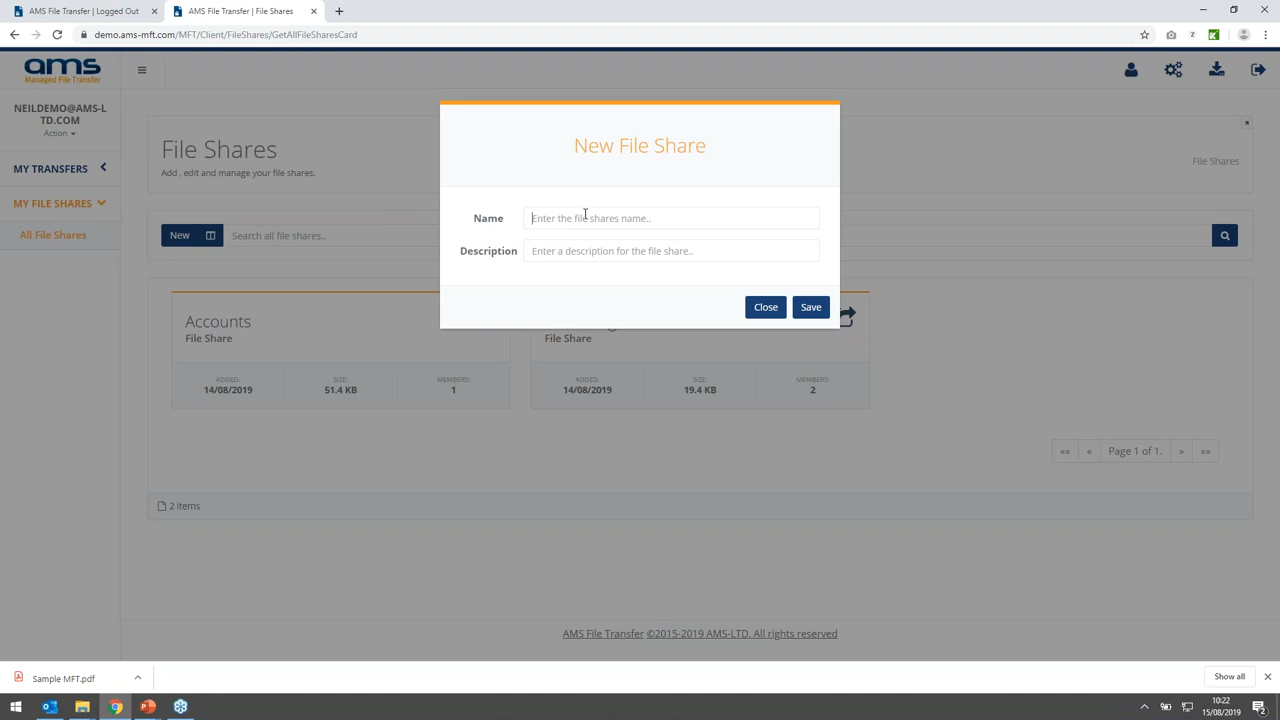 AMS File Transfer | Logged Out
AMS File Transfer | File Shares
demo.ams-mft.com/MFT/Client/FileShares/GetAllFileSharesCard
ams
Managed File Transfer
NEILDEMO@AMS-L
TD.COM
Action
MY TRANSFERS
MY FILE SHARES
All File Shares
File Shares
Add , edit and manage your file shares.
File Shares
New
Search all file shares..
New File Share
Name
Enter the file shares name..
Description
Enter a description for the file share..
Close
Save
Accounts
File Share
ADDED:
14/08/2019
SIZE:
51.4 KB
MEMBERS:
1
File Share
ADDED:
14/08/2019
SIZE:
19.4 KB
MEMBERS:
2
«« « Page 1 of 1. » »»
2 items
AMS File Transfer ©2015-2019 AMS-LTD. All rights reserved
Sample MFT.pdf
Show all
10:22
15/08/2019
2